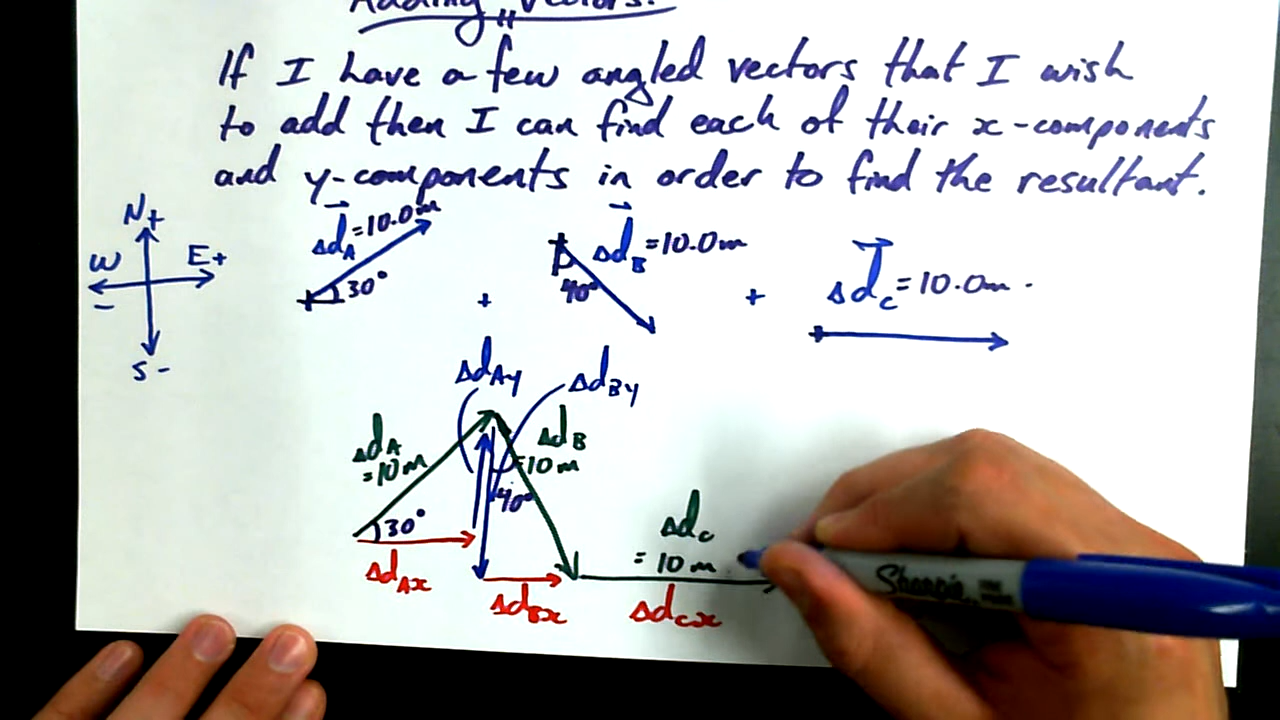 Adding Vectors:
If I have a few angled vectors that I wish
to add then I can find each of their x-components
and y-components in order to find the resultant.
N+
W E+
-
S-
Δd_A = 10.0m
30°
+
Δd_B = 10.0m
40°
+
Δd_C = 10.0m.
Δd_Ay Δd_By
Δd_A
= 10m
Δd_B
= 10m
30°
40°
Δd_C
= 10m
Δd_Ax
Δd_Bx
Δd_Cx
Sharpie